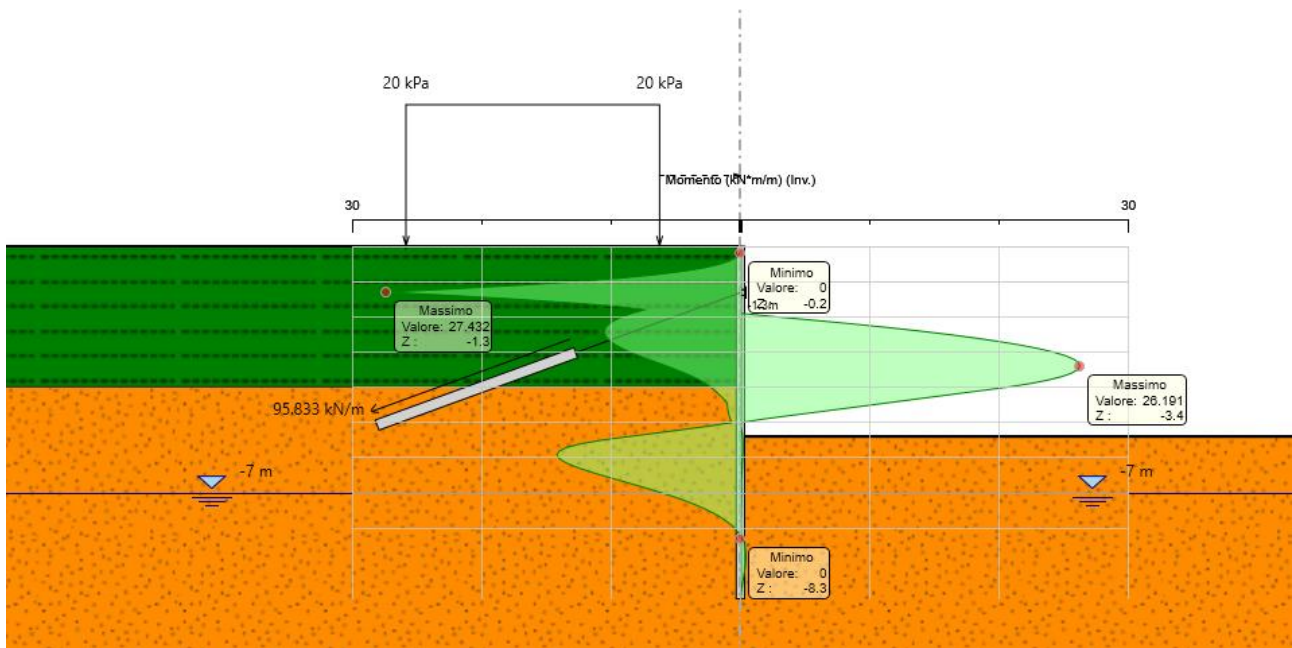 20 kPa
20 kPa
Momento (kN*m/m) (Inv.)
30
30
Minimo
Valore: 0
Z : -0.2
Massimo
Valore: 27.432
Z : -1.3
Massimo
Valore: 26.191
Z : -3.4
95.833 kN/m
-7 m
-7 m
Minimo
Valore: 0
Z : -8.3